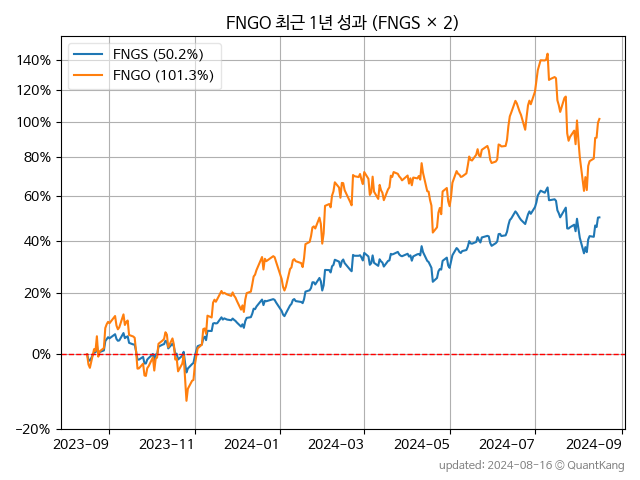 FNGO 최근 1년 성과 (FNGS × 2)
FNGS (50.2%)
FNGO (101.3%)
140%
120%
100%
80%
60%
40%
20%
0%
−20%
2023-09 2023-11 2024-01 2024-03 2024-05 2024-07 2024-09
updated: 2024-08-16 © QuantKang